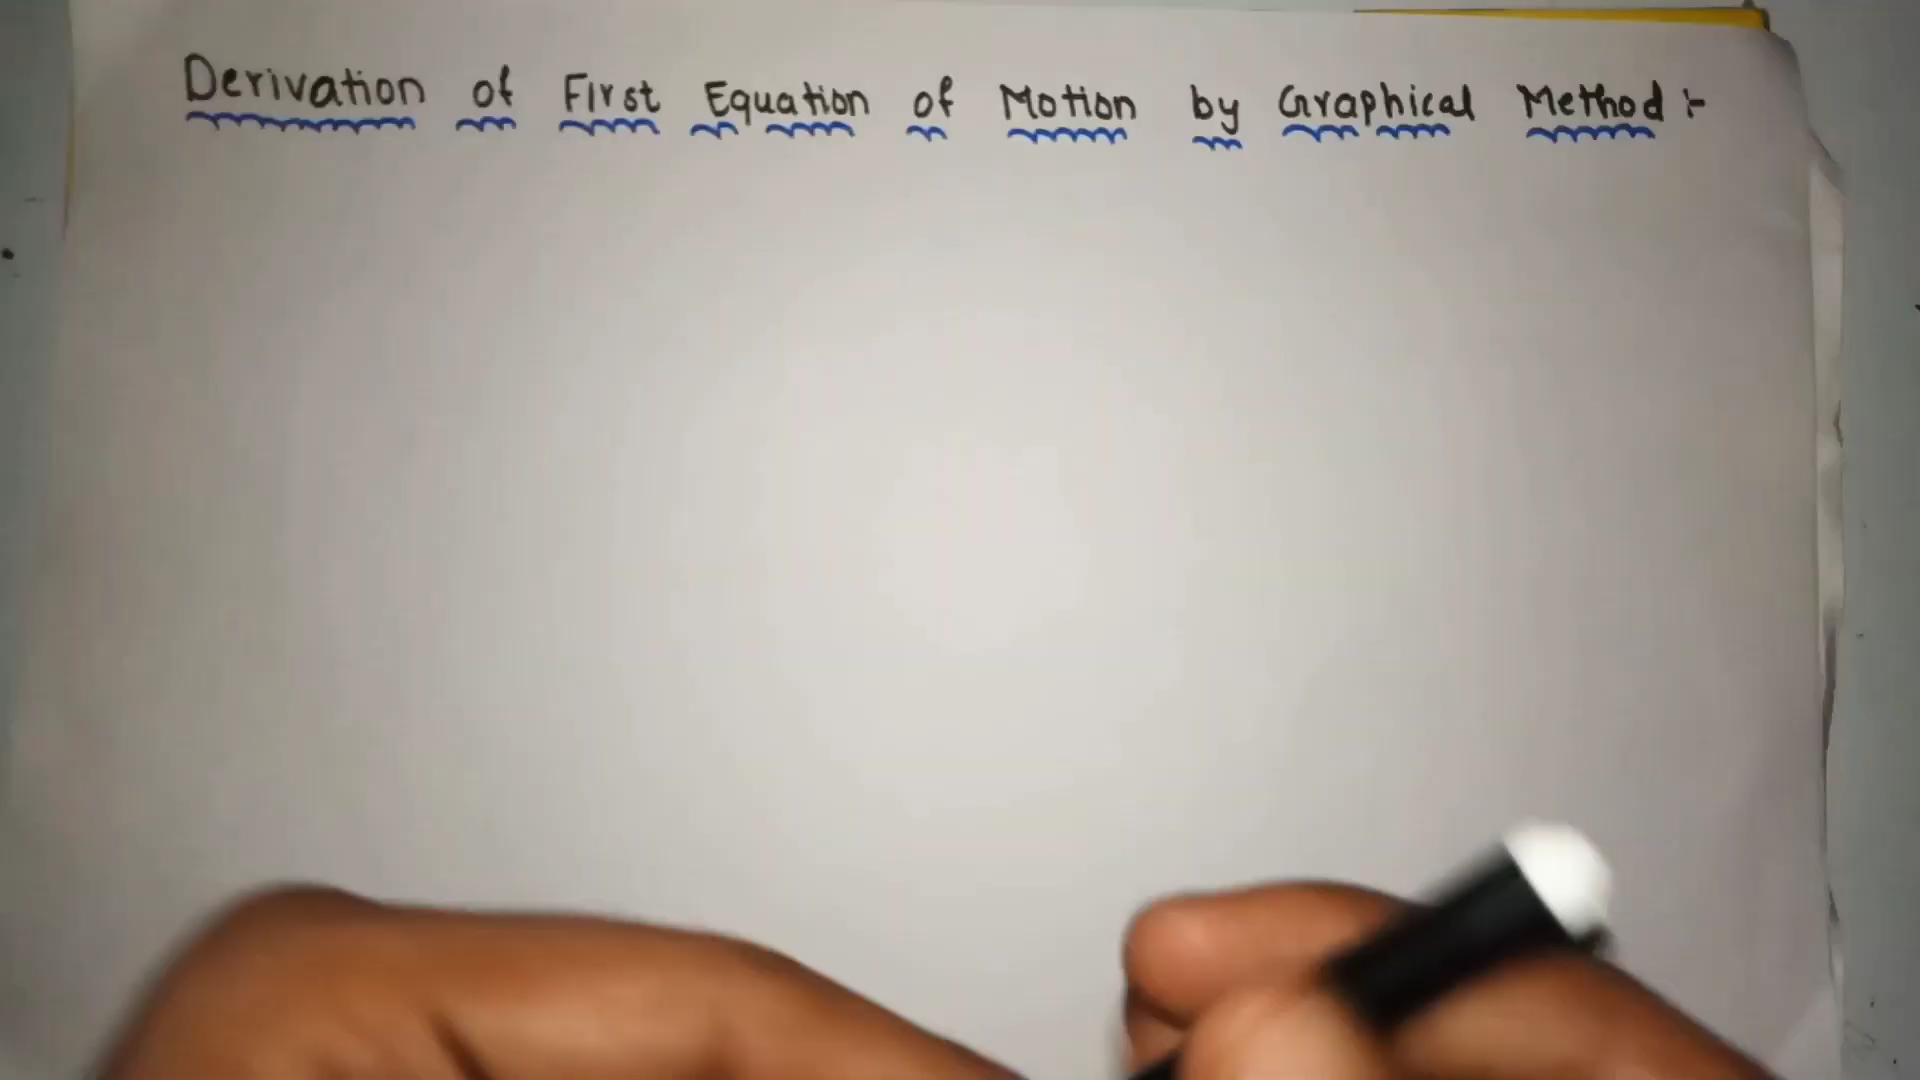 Derivation of First Equation of Motion by Graphical Method :-